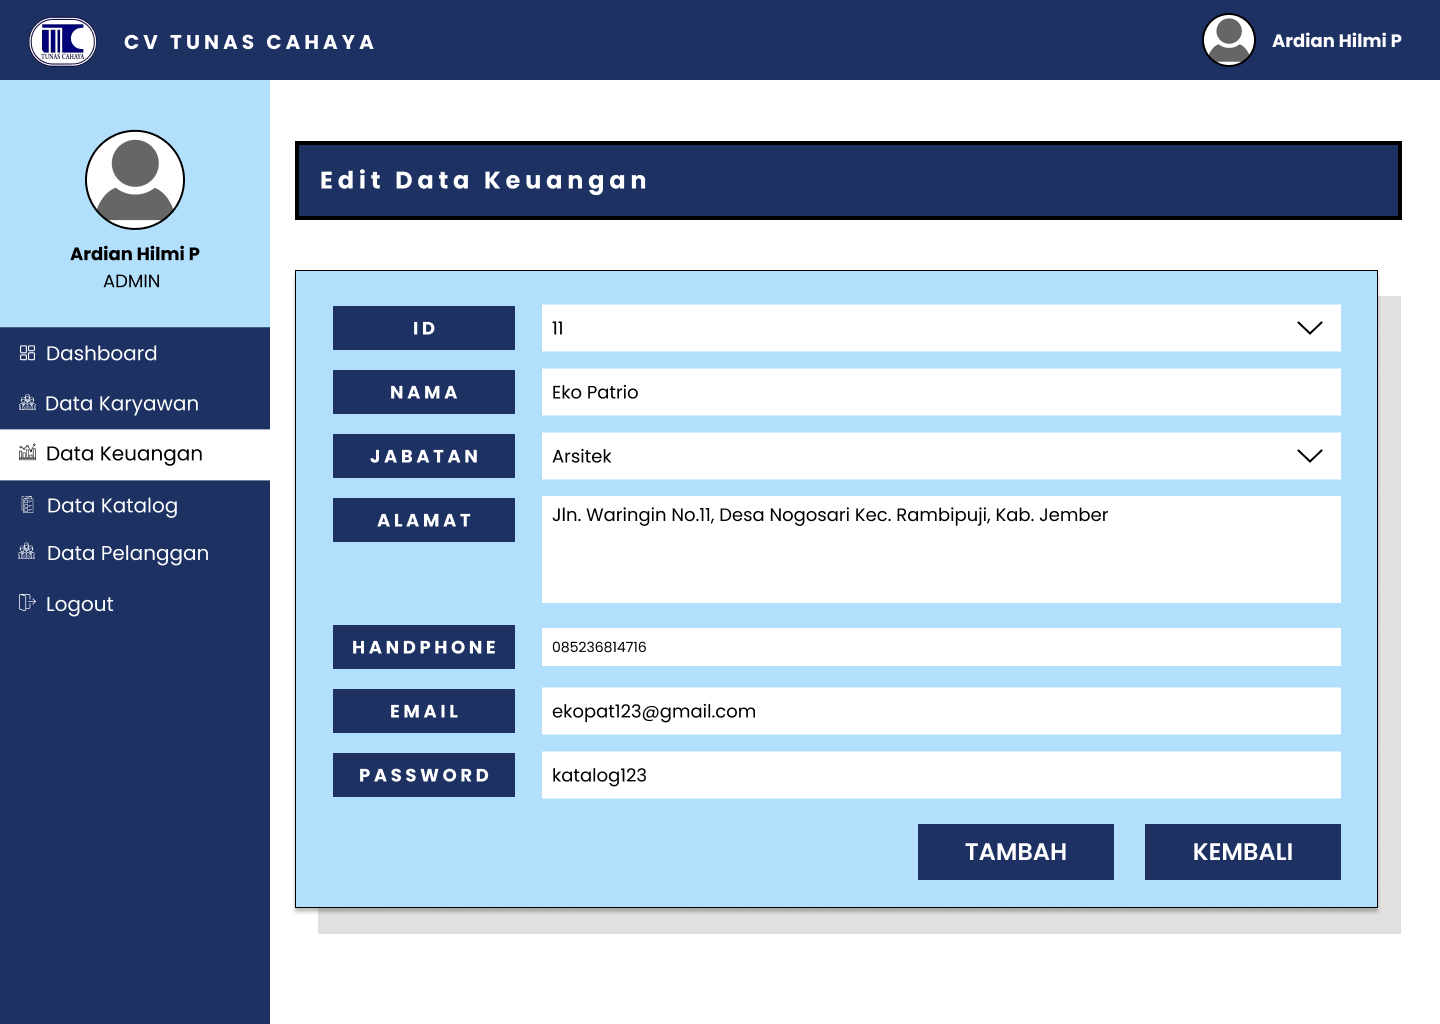 TUNAS CAHAYA
CV TUNAS CAHAYA
Ardian Hilmi P
Ardian Hilmi P
ADMIN
Dashboard
Data Karyawan
Data Keuangan
Data Katalog
Data Pelanggan
Logout
Edit Data Keuangan
ID
11
NAMA
Eko Patrio
JABATAN
Arsitek
ALAMAT
Jln. Waringin No.11, Desa Nogosari Kec. Rambipuji, Kab. Jember
HANDPHONE
085236814716
EMAIL
ekopat123@gmail.com
PASSWORD
katalog123
TAMBAH
KEMBALI